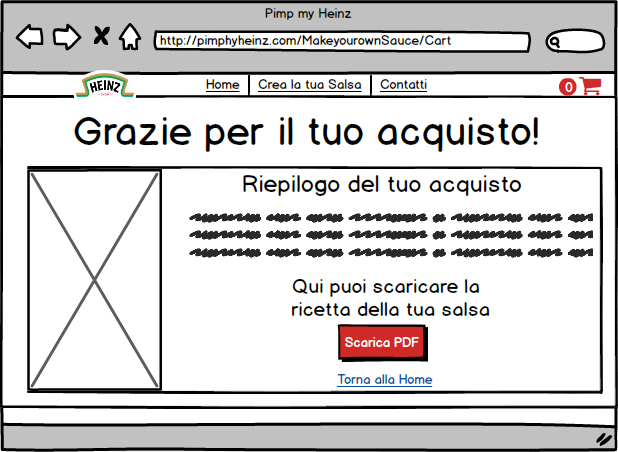 Pimp my Heinz
http://pimphyheinz.com/MakeyourownSauce/Cart
HEINZ
Home
Crea la tua Salsa
Contatti
0
Grazie per il tuo acquisto!
Riepilogo del tuo acquisto
Qui puoi scaricare la
ricetta della tua salsa
Scarica PDF
Torna alla Home